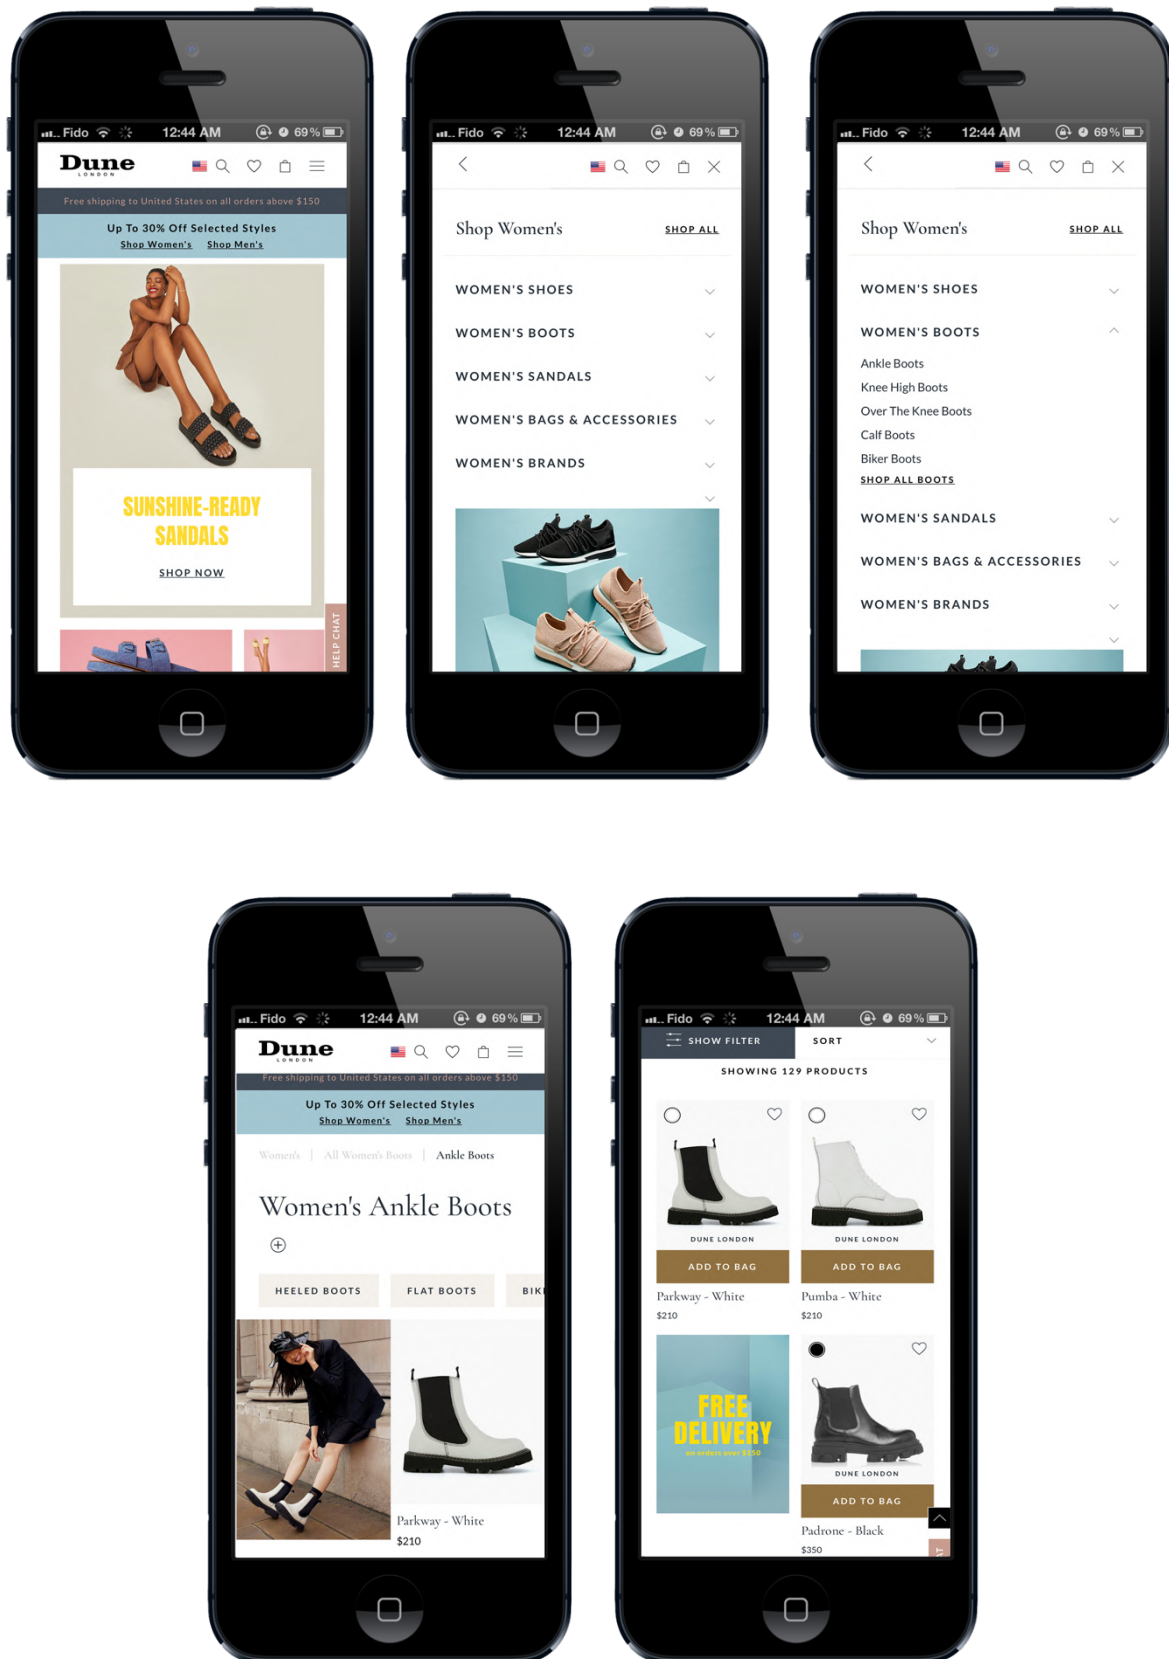 Fido 12:44 AM 69%
Dune
LONDON
Free shipping to United States on all orders above $150
Up To 30% Off Selected Styles
Shop Women's Shop Men's
SUNSHINE-READY
SANDALS
SHOP NOW
HELP CHAT
Fido 12:44 AM 69%
Shop Women's SHOP ALL
WOMEN'S SHOES
WOMEN'S BOOTS
WOMEN'S SANDALS
WOMEN'S BAGS & ACCESSORIES
WOMEN'S BRANDS
Fido 12:44 AM 69%
Shop Women's SHOP ALL
WOMEN'S SHOES
WOMEN'S BOOTS
Ankle Boots
Knee High Boots
Over The Knee Boots
Calf Boots
Biker Boots
SHOP ALL BOOTS
WOMEN'S SANDALS
WOMEN'S BAGS & ACCESSORIES
WOMEN'S BRANDS
Fido 12:44 AM 69%
Dune
LONDON
Free shipping to United States on all orders above $150
Up To 30% Off Selected Styles
Shop Women's Shop Men's
Women's | All Women's Boots | Ankle Boots
Women's Ankle Boots
HEELED BOOTS FLAT BOOTS BIK
Parkway - White
$210
Fido 12:44 AM 69%
SHOW FILTER SORT
SHOWING 129 PRODUCTS
DUNE LONDON DUNE LONDON
ADD TO BAG ADD TO BAG
Parkway - White Pumba - White
$210 $210
FREE
DELIVERY
on orders over $150
DUNE LONDON
ADD TO BAG
Padrone - Black
$350
AT